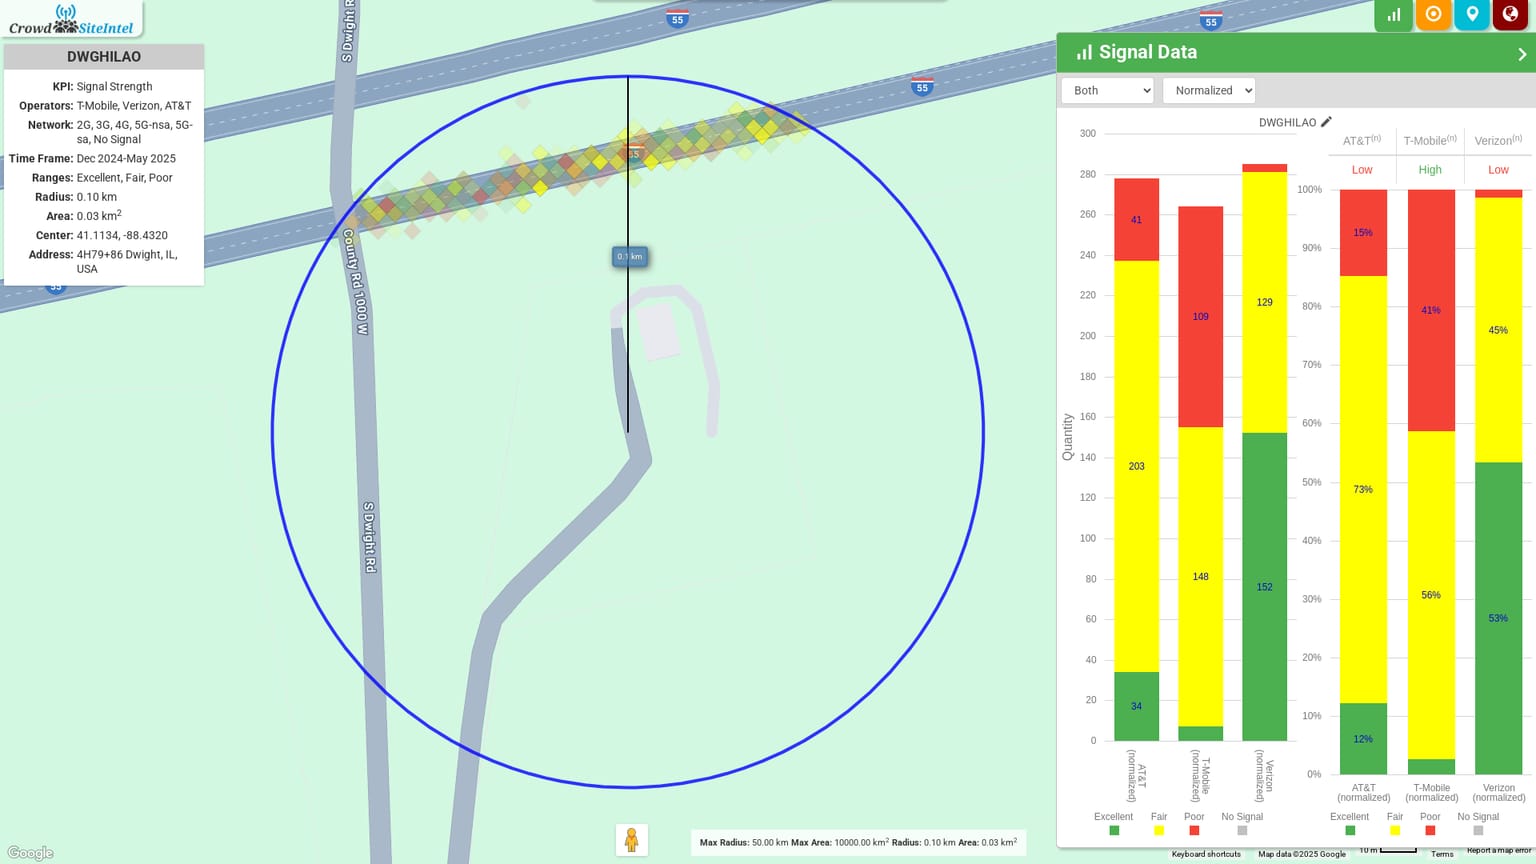 CrowdSiteIntel
DWGHILAO
KPI: Signal Strength
Operators: T-Mobile, Verizon, AT&T
Network: 2G, 3G, 4G, 5G-nsa, 5G-
sa, No Signal
Time Frame: Dec 2024-May 2025
Ranges: Excellent, Fair, Poor
Radius: 0.10 km
Area: 0.03 km²
Center: 41.1134, -88.4320
Address: 4H79+86 Dwight, IL,
USA
S Dwight R
55
55
55
55
55
0.1 km
County Rd 1000 W
S Dwight Rd
Google
Max Radius: 50.00 km Max Area: 10000.00 km² Radius: 0.10 km Area: 0.03 km²
Signal Data
Both
Normalized
DWGHILAO
Quantity
300
280
260
240
220
200
180
160
140
120
100
80
60
40
20
0
41
203
34
109
148
129
152
AT&T
(normalized)
T-Mobile
(normalized)
Verizon
(normalized)
Excellent Fair Poor No Signal
AT&T(n) T-Mobile(n) Verizon(n)
Low High Low
100%
90%
80%
70%
60%
50%
40%
30%
20%
10%
0%
15%
73%
12%
41%
56%
45%
53%
AT&T
(normalized)
T-Mobile
(normalized)
Verizon
(normalized)
Excellent Fair Poor No Signal
Keyboard shortcuts Map data ©2025 Google 10 m Terms Report a map error